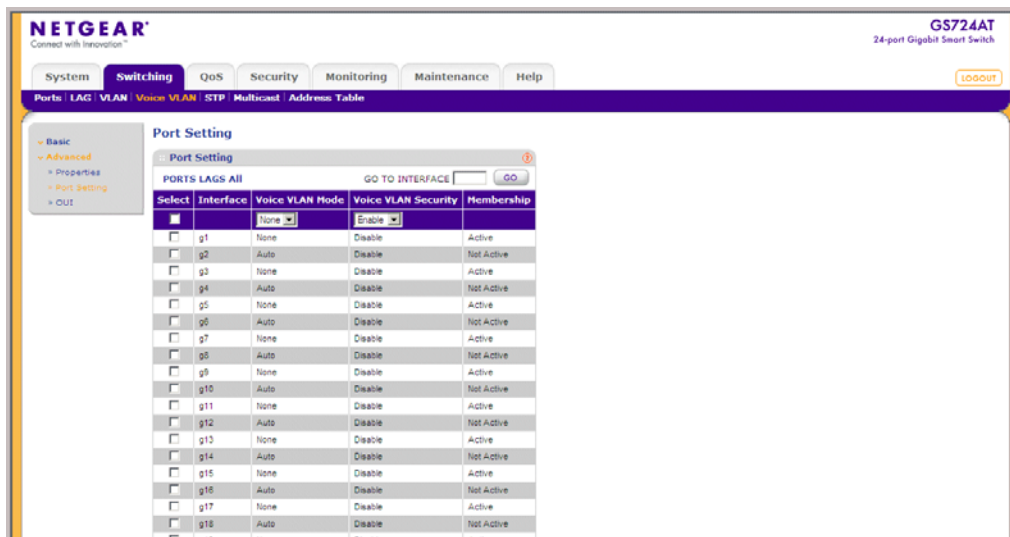 NETGEAR
Connect with Innovation™
GS724AT
24-port Gigabit Smart Switch
System Switching QoS Security Monitoring Maintenance Help
LOGOUT
Ports LAG VLAN Voice VLAN STP Multicast Address Table
Basic
Advanced
Properties
Port Setting
OUI
Port Setting
Port Setting
PORTS LAGS All GO TO INTERFACE GO
Select Interface Voice VLAN Mode Voice VLAN Security Membership
None Enable
g1 None Disable Active
g2 Auto Disable Not Active
g3 None Disable Active
g4 Auto Disable Not Active
g5 None Disable Active
g6 Auto Disable Not Active
g7 None Disable Active
g8 Auto Disable Not Active
g9 None Disable Active
g10 Auto Disable Not Active
g11 None Disable Active
g12 Auto Disable Not Active
g13 None Disable Active
g14 Auto Disable Not Active
g15 None Disable Active
g16 Auto Disable Not Active
g17 None Disable Active
g18 Auto Disable Not Active